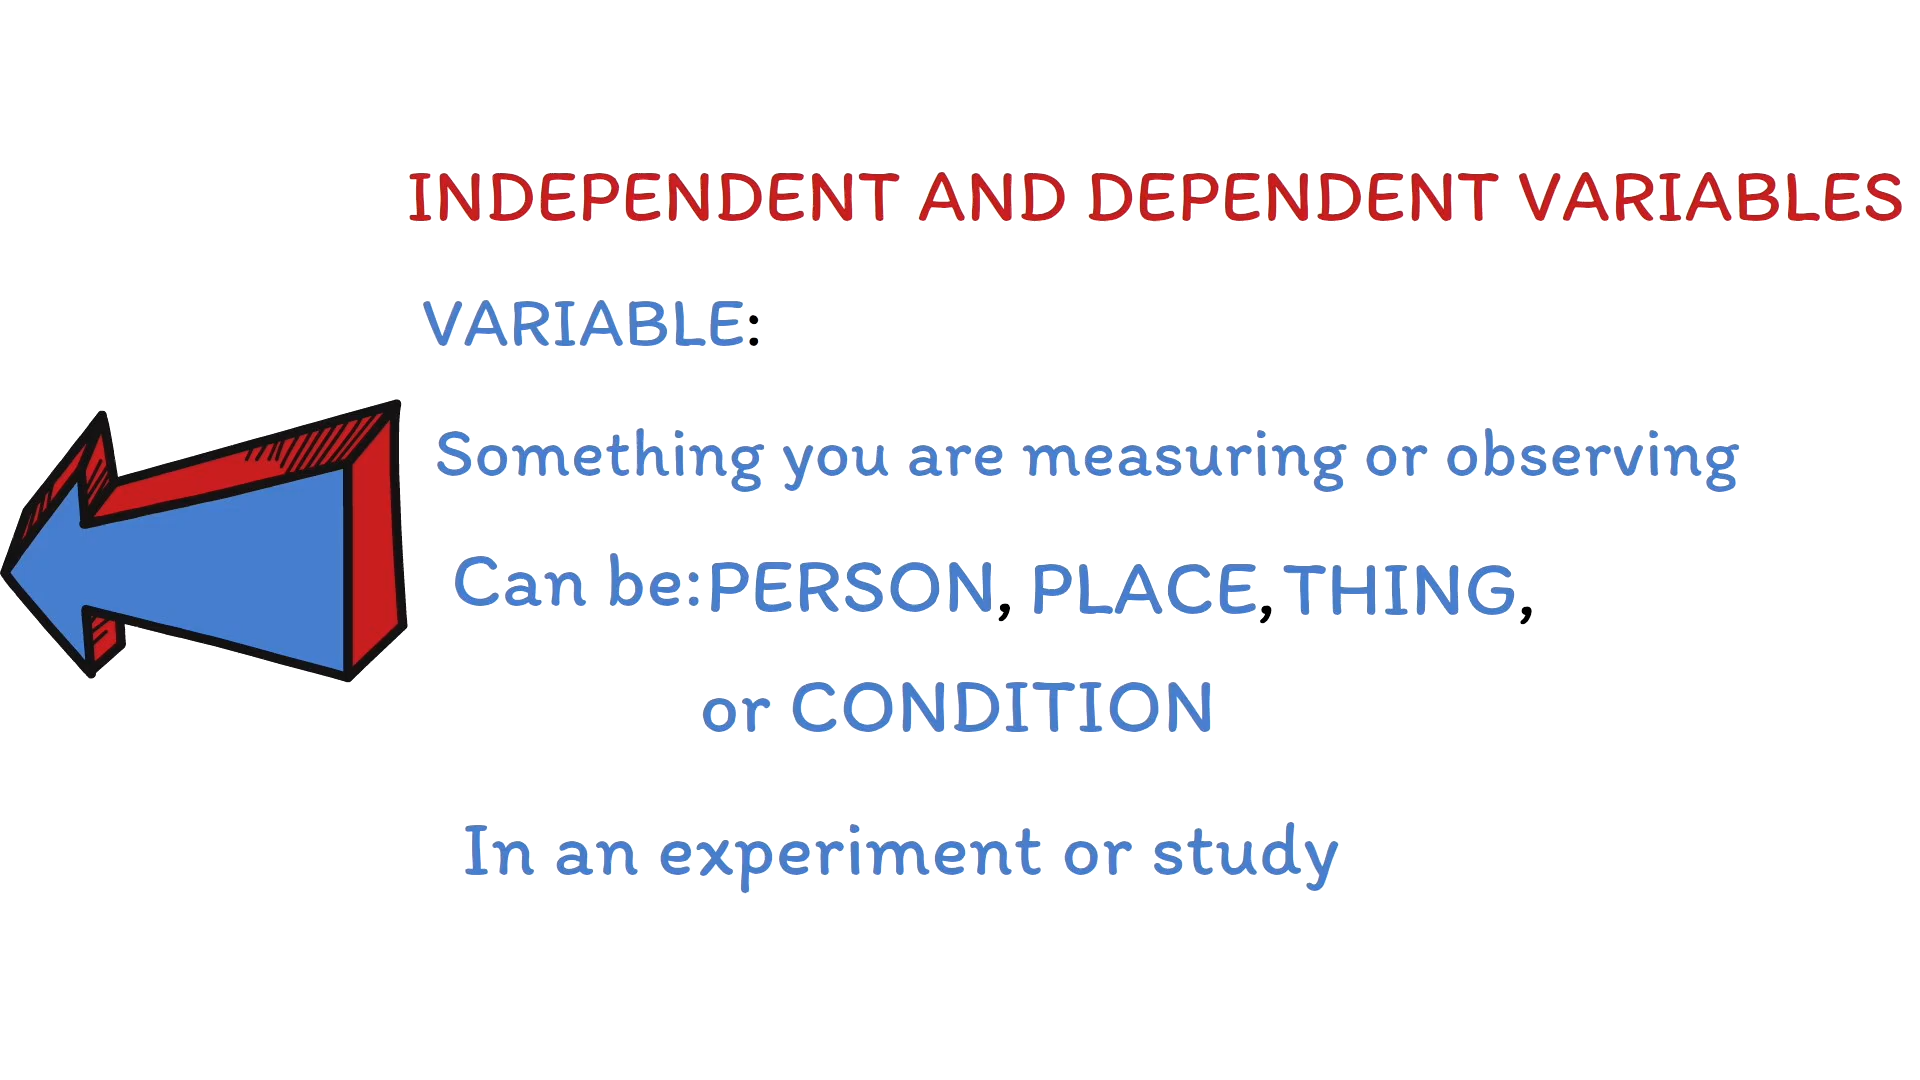 INDEPENDENT AND DEPENDENT VARIABLES
VARIABLE:
Something you are measuring or observing
Can be:PERSON, PLACE,THING,
or CONDITION
In an experiment or study